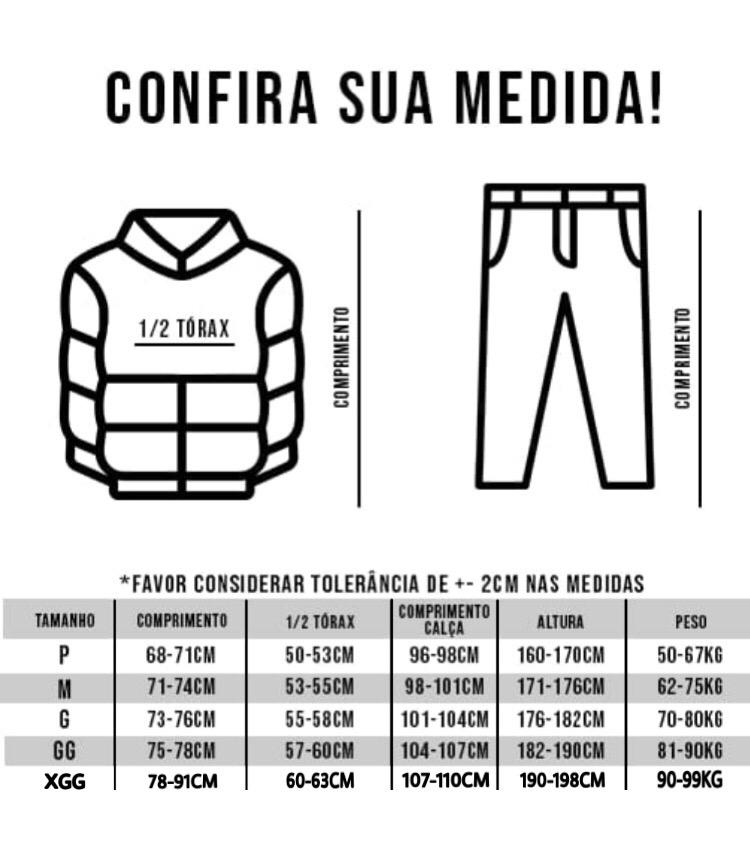 CONFIRA SUA MEDIDA!
1/2 TÓRAX
COMPRIMENTO
COMPRIMENTO
*FAVOR CONSIDERAR TOLERÂNCIA DE +- 2CM NAS MEDIDAS
TAMANHO COMPRIMENTO 1/2 TÓRAX COMPRIMENTO CALÇA ALTURA PESO
P 68-71CM 50-53CM 96-98CM 160-170CM 50-67KG
M 71-74CM 53-55CM 98-101CM 171-176CM 62-75KG
G 73-76CM 55-58CM 101-104CM 176-182CM 70-80KG
GG 75-78CM 57-60CM 104-107CM 182-190CM 81-90KG
XGG 78-91CM 60-63CM 107-110CM 190-198CM 90-99KG